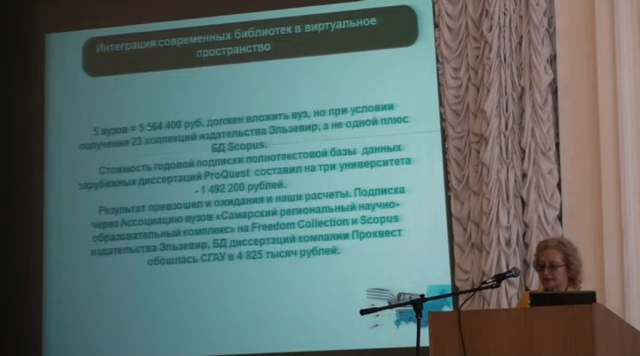 Интеграция современных библиотек в виртуальное
пространство
5 вузов = 5 564 400 руб. должен вложить вуз, но при условии
получения 23 коллекций издательства Эльзевир, а не одной плюс
БД Scopus.
Стоимость годовой подписки полнотекстовой базы данных
зарубежных диссертаций ProQuest составил на три университета
- 1 492 200 рублей.
Результат превзошел и ожидания и наши расчеты. Подписка
через Ассоциацию вузов «Самарский региональный научно-
образовательный комплекс» на Freedom Collection и Scopus
издательства Эльзевир, БД диссертаций компании Проквест
обошлась СГАУ в 4 825 тысяч рублей.